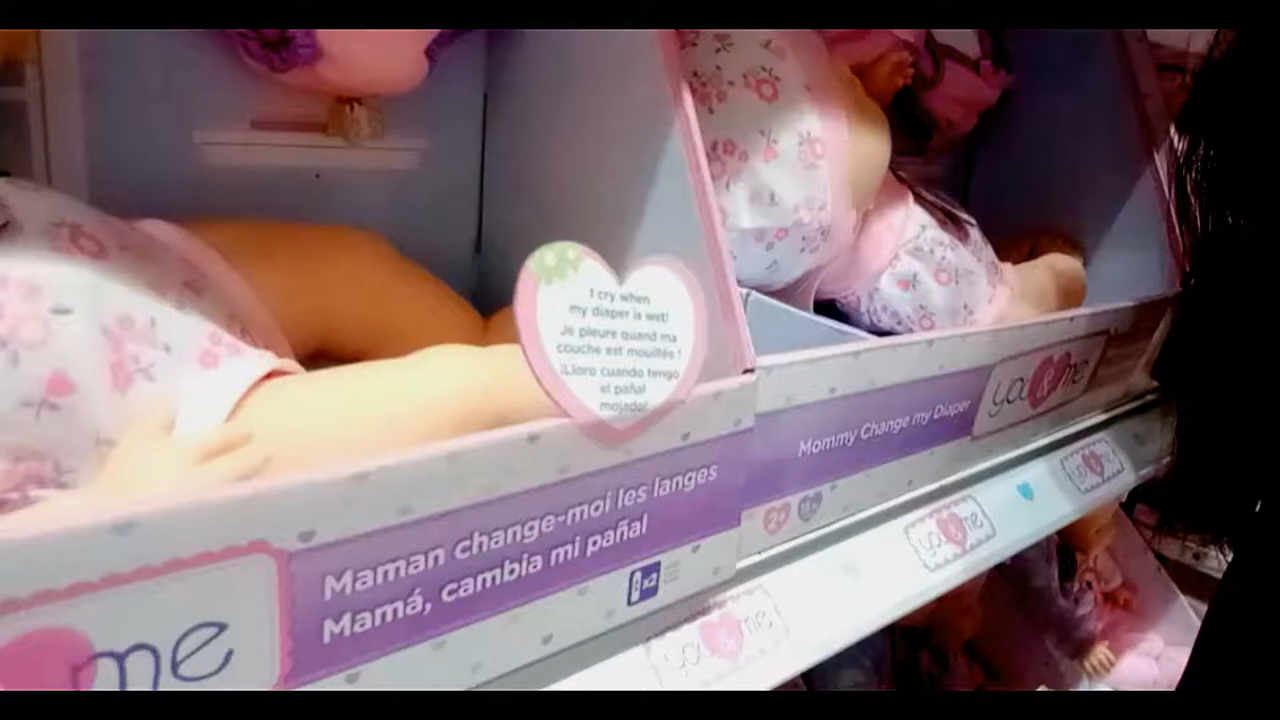 I cry when
my diaper is wet!
Je pleure quand ma
couche est mouillée !
¡Lloro cuando tengo
el pañal
mojado!
Maman change-moi les langes
Mamá, cambia mi pañal
x2
me
Mommy Change my Diaper
you & me
2+
you & me
you & me
you & me